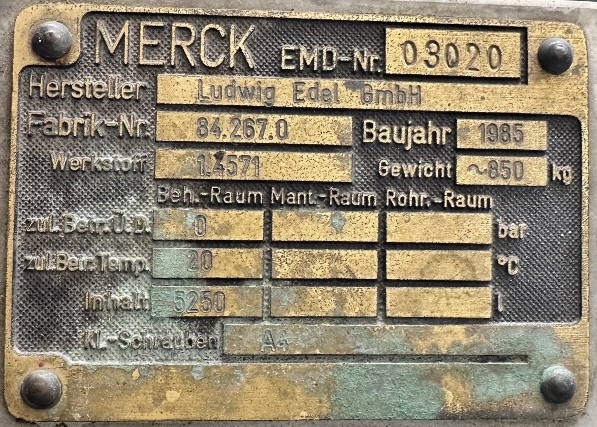 MERCK EMD-Nr. 03020
Hersteller Ludwig Edel GmbH
Fabrik-Nr. 84.267.0 Baujahr 1985
Werkstoff 1.4571 Gewicht ~850 kg
Beh.-Raum Mant.-Raum Rohr.-Raum
zul.Betr.Ü.D. 0 bar
zul.Betr.Temp. 20 °C
Inhalt 5250 l
Kl.-Schrauben A4